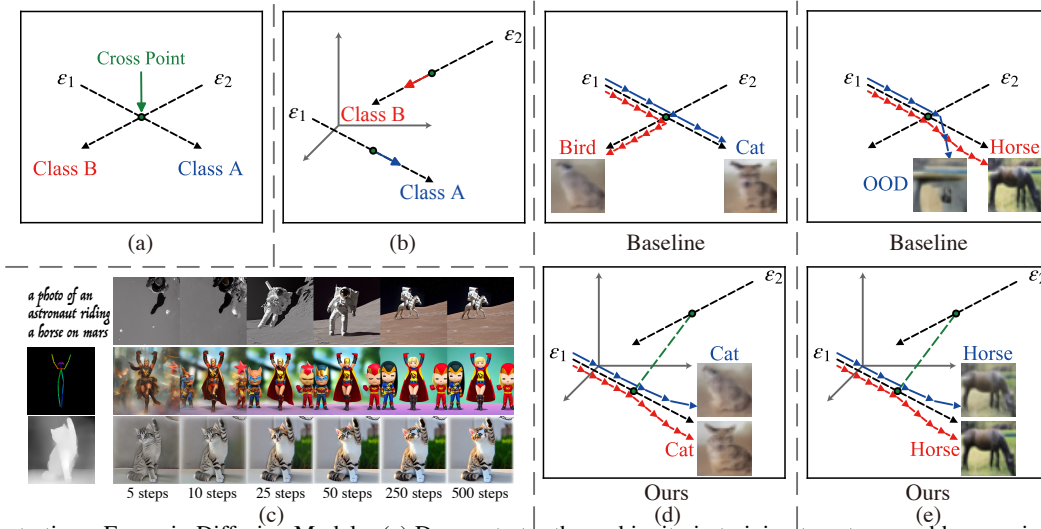 Cross Point
ε1
ε2
Class B
Class A
(a)
ε2
Class B
ε1
Class A
(b)
ε1
ε2
Bird
Cat
Baseline
ε1
ε2
OOD
Horse
Baseline
a photo of an
astronaut riding
a horse on mars
5 steps
10 steps
25 steps
50 steps
250 steps
500 steps
(c)
ε2
ε1
Cat
Cat
Ours
(d)
ε2
ε1
Horse
Horse
Ours
(e)